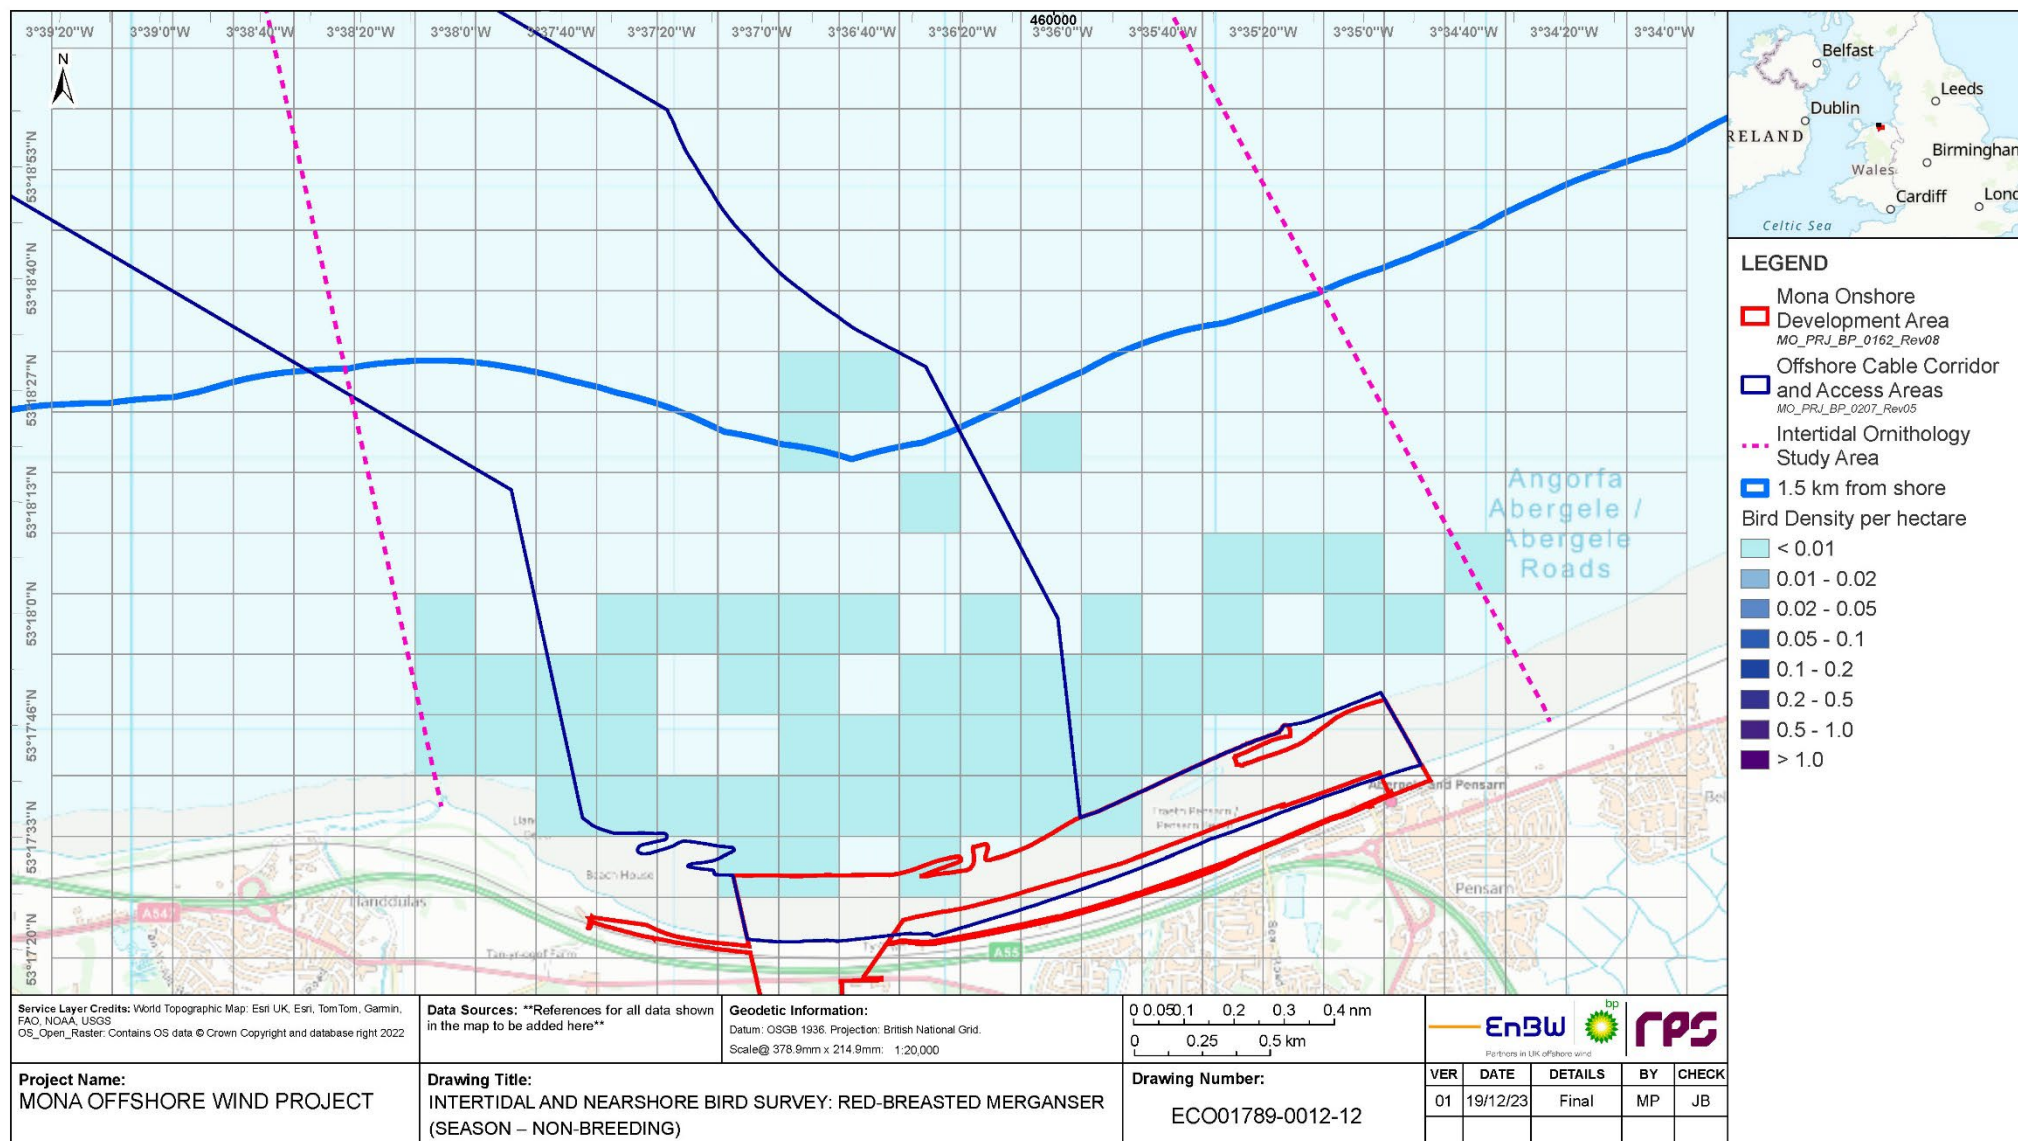 460000
3°39'20"W 3°39'0"W 3°38'40"W 3°38'20"W 3°38'0"W 3°37'40"W 3°37'20"W 3°37'0"W 3°36'40"W 3°36'20"W 3°36'0"W 3°35'40"W 3°35'20"W 3°35'0"W 3°34'40"W 3°34'20"W 3°34'0"W
N
53°18'53"N
53°18'40"N
53°18'27"N
53°18'13"N
53°18'0"N
53°17'46"N
53°17'33"N
53°17'20"N
Angorfa
Abergele /
Abergele
Roads
Abergele and Pensarn
Traeth Pensarn /
Beach House
Llanddulas
A547
A55
Pensarn
Belfast
Leeds
Dublin
RELAND
Birmingham
Wales
Cardiff
Lond
Celtic Sea
LEGEND
Mona Onshore
Development Area
MO_PRJ_BP_0162_Rev08
Offshore Cable Corridor
and Access Areas
MO_PRJ_BP_0207_Rev05
Intertidal Ornithology
Study Area
1.5 km from shore
Bird Density per hectare
< 0.01
0.01 - 0.02
0.02 - 0.05
0.05 - 0.1
0.1 - 0.2
0.2 - 0.5
0.5 - 1.0
> 1.0
Service Layer Credits: World Topographic Map: Esri UK, Esri, TomTom, Garmin,
FAO, NOAA, USGS
OS_Open_Raster: Contains OS data © Crown Copyright and database right 2022
Data Sources: **References for all data shown
in the map to be added here**
Geodetic Information:
Datum: OSGB 1936. Projection: British National Grid.
Scale@ 378.9mm x 214.9mm: 1:20,000
0 0.050.1 0.2 0.3 0.4 nm
0 0.25 0.5 km
EnBW
bp
rps
Partners in UK offshore wind
Project Name:
MONA OFFSHORE WIND PROJECT
Drawing Title:
INTERTIDAL AND NEARSHORE BIRD SURVEY: RED-BREASTED MERGANSER
(SEASON – NON-BREEDING)
Drawing Number:
ECO01789-0012-12
VER DATE DETAILS BY CHECK
01 19/12/23 Final MP JB